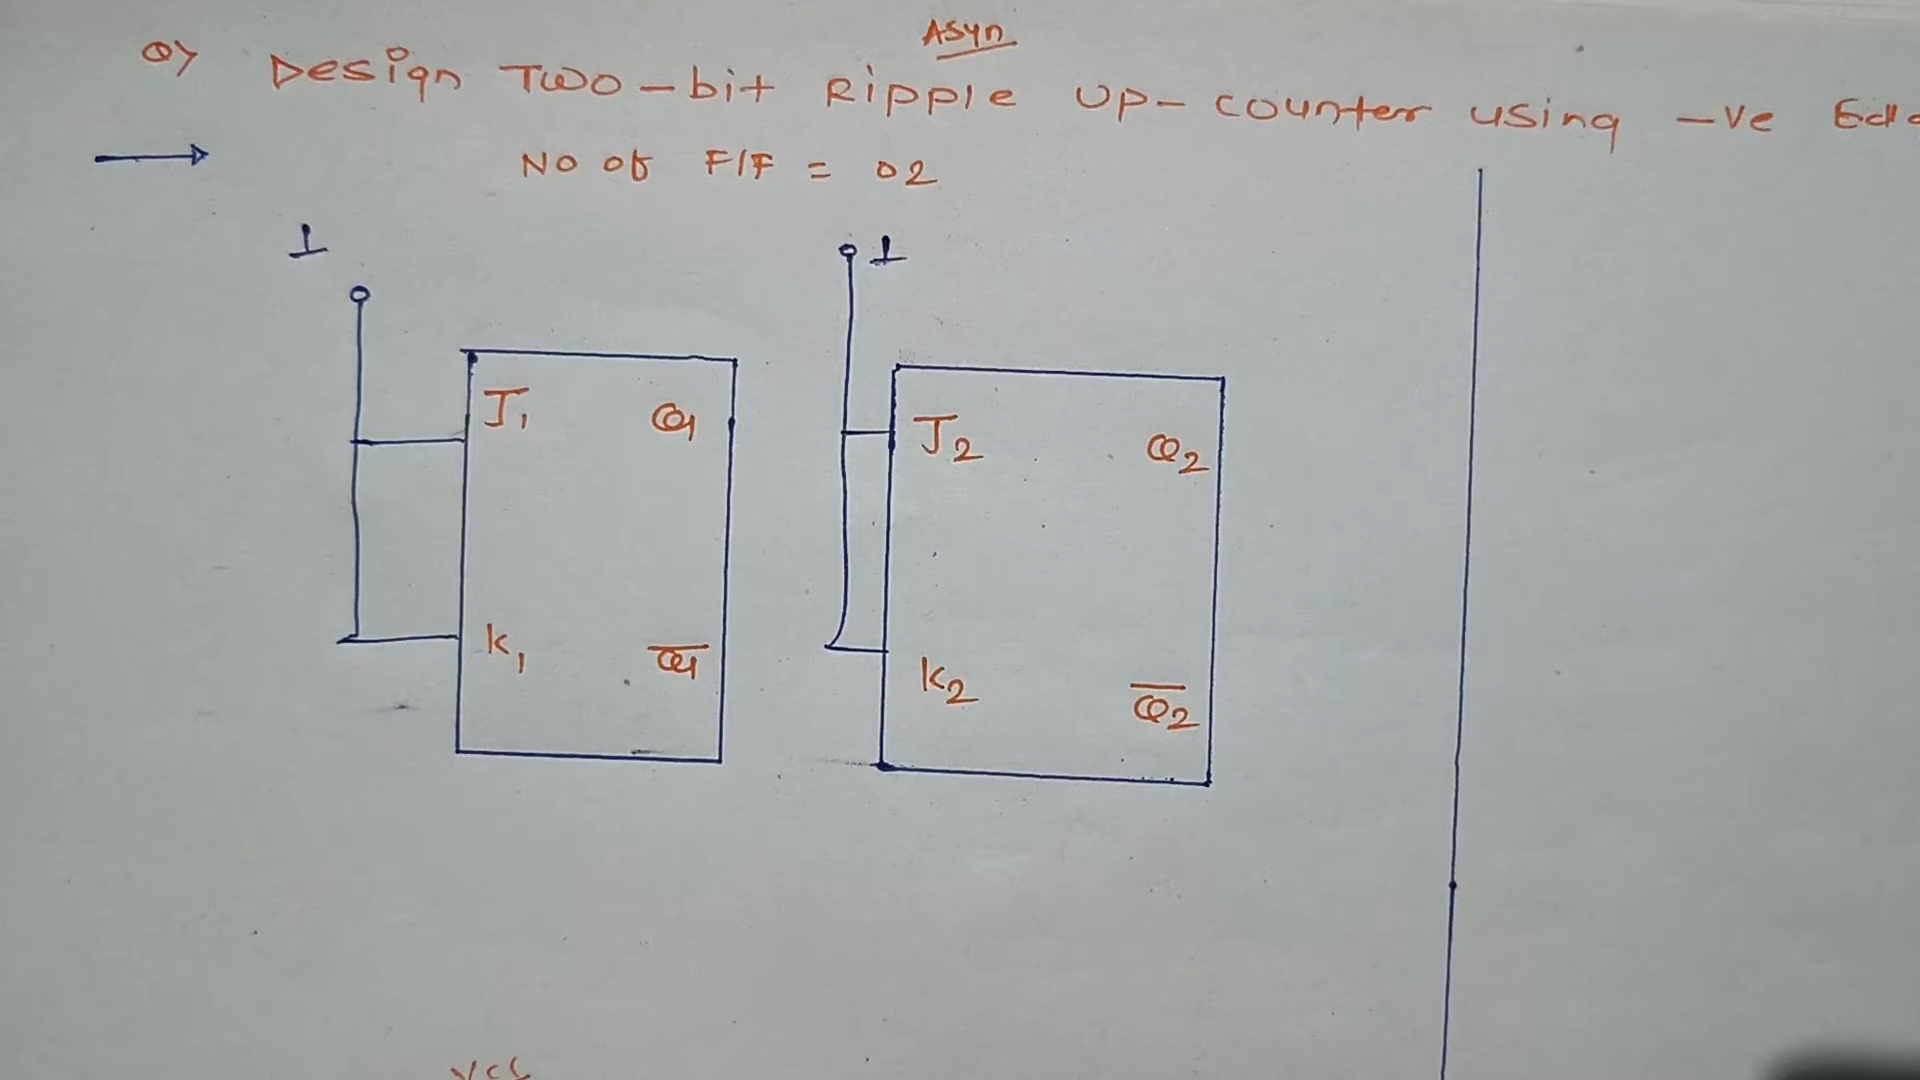 Asyn
Q> Design Two-bit Ripple UP-counter using -ve
No of F/F = 02
1 1
J1 Q1 J2 Q2
K1 Q̅1 K2 Q̅2